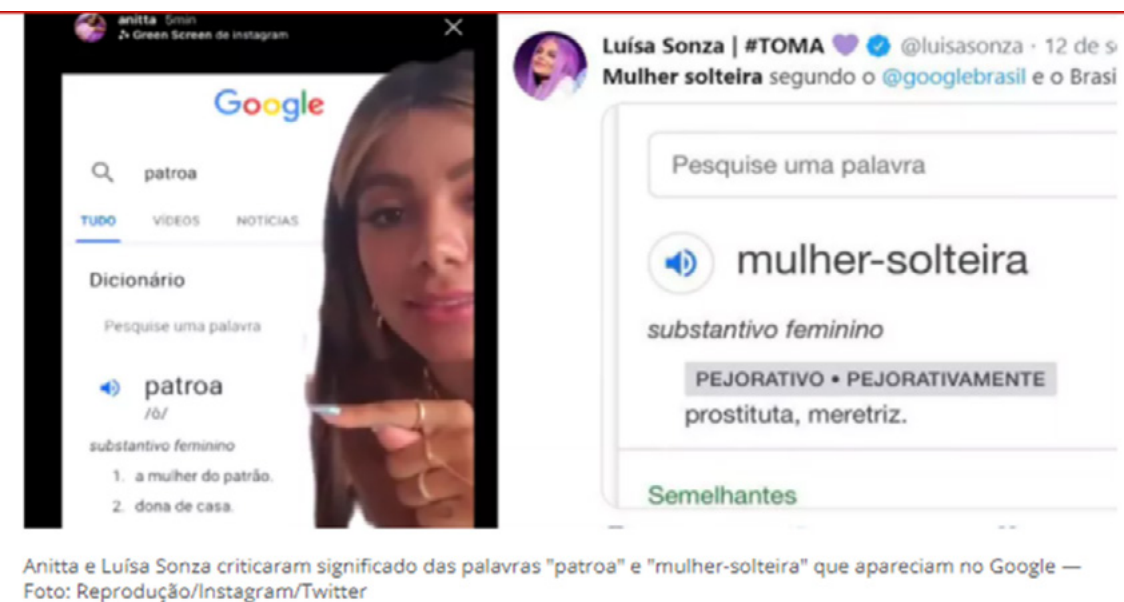 anitta 5min
Green Screen de instagram
Google
patroa
TUDO VÍDEOS NOTÍCIAS
Dicionário
Pesquise uma palavra
patroa
/ô/
substantivo feminino
1. a mulher do patrão.
2. dona de casa.
Luísa Sonza | #TOMA @luisasonza · 12 de s
Mulher solteira segundo o @googlebrasil e o Brasi
Pesquise uma palavra
mulher-solteira
substantivo feminino
PEJORATIVO • PEJORATIVAMENTE
prostituta, meretriz.
Semelhantes
Anitta e Luísa Sonza criticaram significado das palavras "patroa" e "mulher-solteira" que apareciam no Google —
Foto: Reprodução/Instagram/Twitter